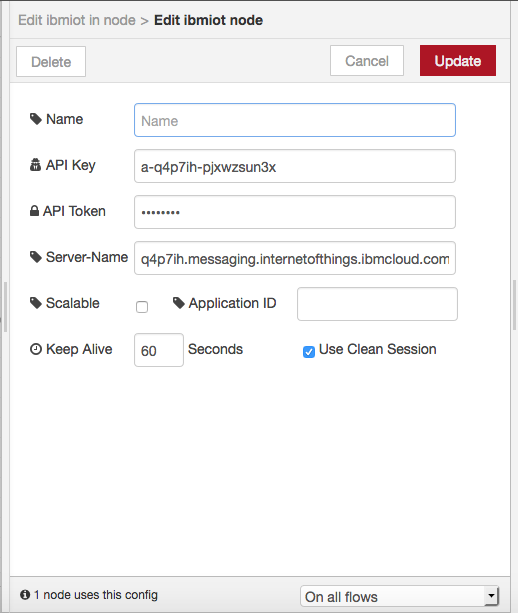 Edit ibmiot in node > Edit ibmiot node
Delete Cancel Update
Name Name
API Key a-q4p7ih-pjxwzsun3x
API Token ••••••••
Server-Name q4p7ih.messaging.internetofthings.ibmcloud.com
Scalable Application ID
Keep Alive 60 Seconds Use Clean Session
1 node uses this config On all flows